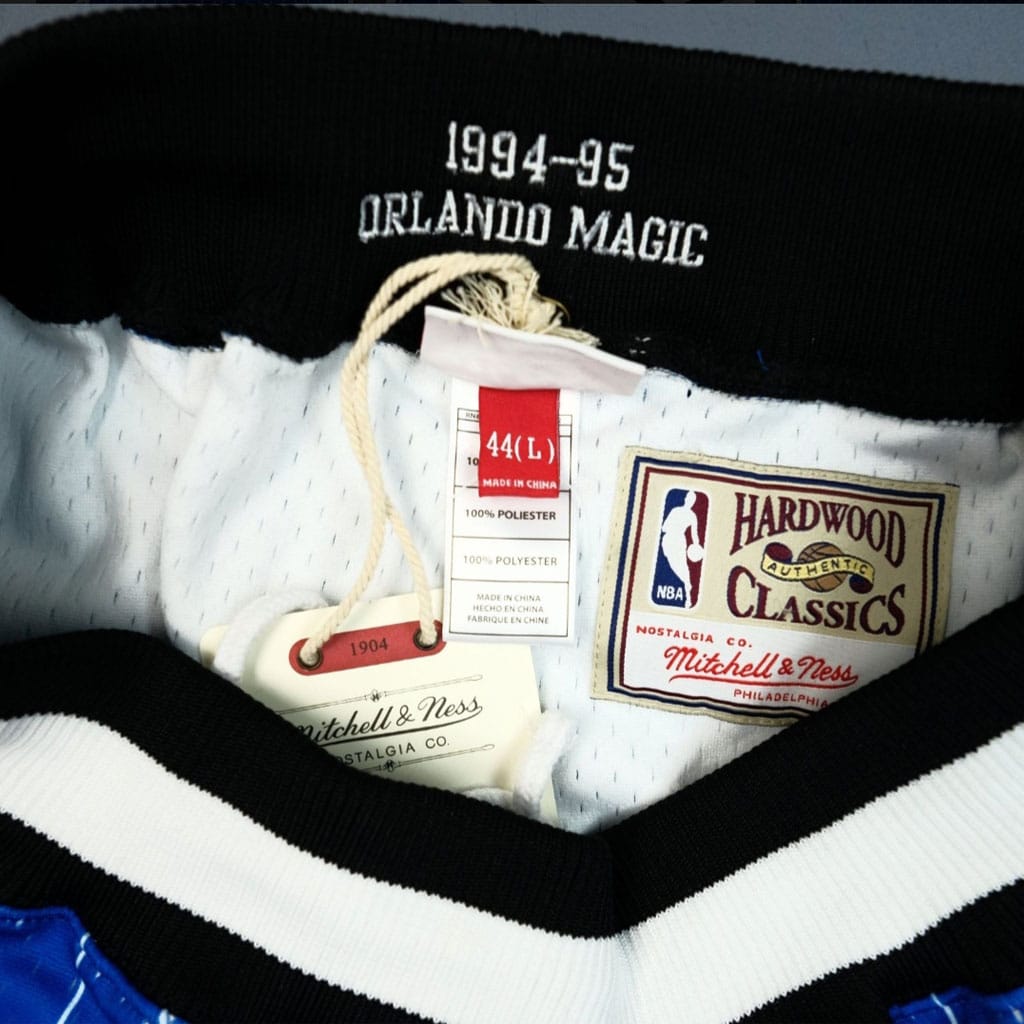 1994-95
ORLANDO MAGIC
44(L)
MADE IN CHINA
100% POLIESTER
100% POLYESTER
MADE IN CHINA
HECHO EN CHINA
FABRIQUE EN CHINE
NBA
HARDWOOD
AUTHENTIC
CLASSICS
NOSTALGIA CO.
Mitchell & Ness
PHILADELPHIA
1904
Mitchell & Ness
NOSTALGIA CO.